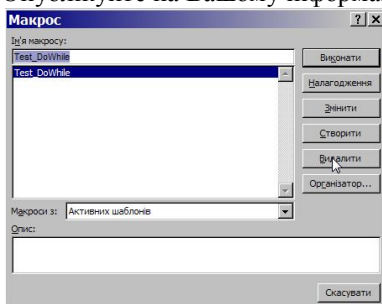 Опублікуйте на Вашому інформа
Макрос
Ім'я макросу:
Test_DoWhile
Виконати
Test_DoWhile
Налагодження
Змінити
Створити
Видалити
Організатор...
Макроси з: Активних шаблонів
Опис:
Скасувати